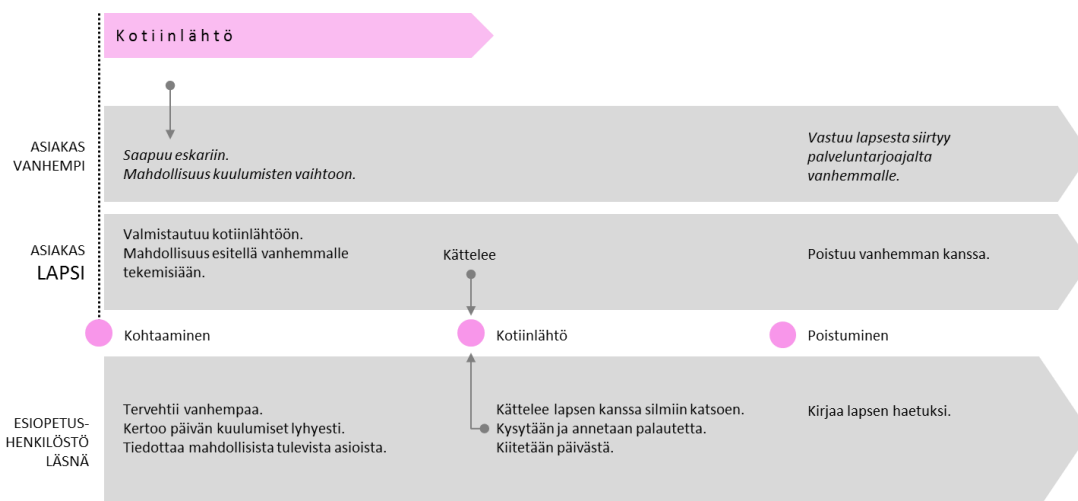 Kotiinlähtö
ASIAKAS
VANHEMPI
Saapuu eskariin.
Mahdollisuus kuulumisten vaihtoon.
Vastuu lapsesta siirtyy
palveluntarjoajalta
vanhemmalle.
ASIAKAS
LAPSI
Valmistautuu kotiinlähtöön.
Mahdollisuus esitellä vanhemmalle
tekemisiään.
Kättelee
Poistuu vanhemman kanssa.
Kohtaaminen
Kotiinlähtö
Poistuminen
ESIOPETUS-
HENKILÖSTÖ
LÄSNÄ
Tervehtii vanhempaa.
Kertoo päivän kuulumiset lyhyesti.
Tiedottaa mahdollisista tulevista asioista.
Kättelee lapsen kanssa silmiin katsoen.
Kysytään ja annetaan palautetta.
Kiitetään päivästä.
Kirjaa lapsen haetuksi.